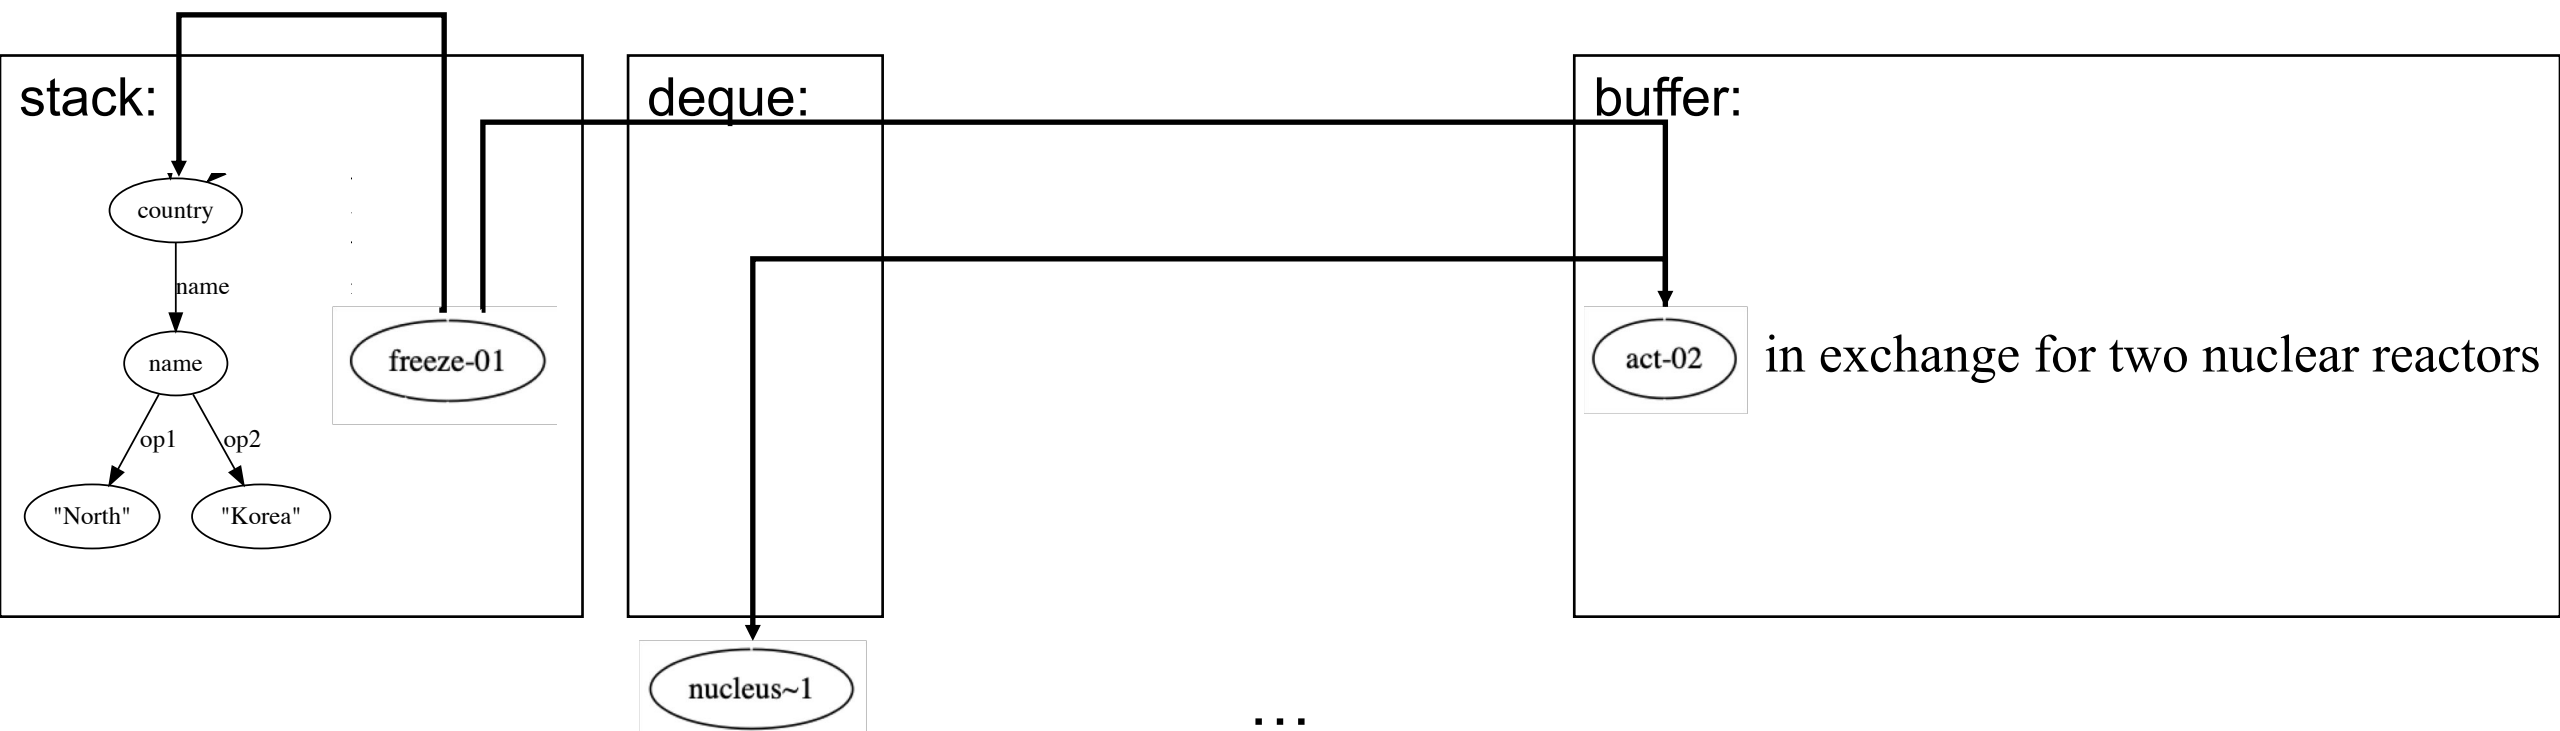 stack:
deque:
buffer:
country
name
name
freeze-01
act-02
in exchange for two nuclear reactors
op1
op2
"North"
"Korea"
nucleus~1
...